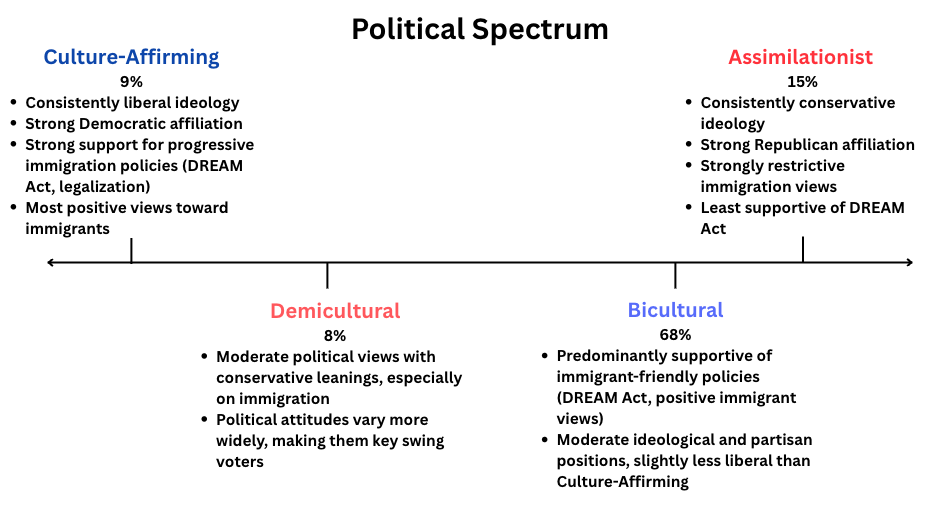 Political Spectrum
Culture-Affirming
9%
• Consistently liberal ideology
• Strong Democratic affiliation
• Strong support for progressive
immigration policies (DREAM
Act, legalization)
• Most positive views toward
immigrants
Assimilationist
15%
• Consistently conservative
ideology
• Strong Republican affiliation
• Strongly restrictive
immigration views
• Least supportive of DREAM
Act
Demicultural
8%
• Moderate political views with
conservative leanings, especially
on immigration
• Political attitudes vary more
widely, making them key swing
voters
Bicultural
68%
• Predominantly supportive of
immigrant-friendly policies
(DREAM Act, positive immigrant
views)
• Moderate ideological and partisan
positions, slightly less liberal than
Culture-Affirming